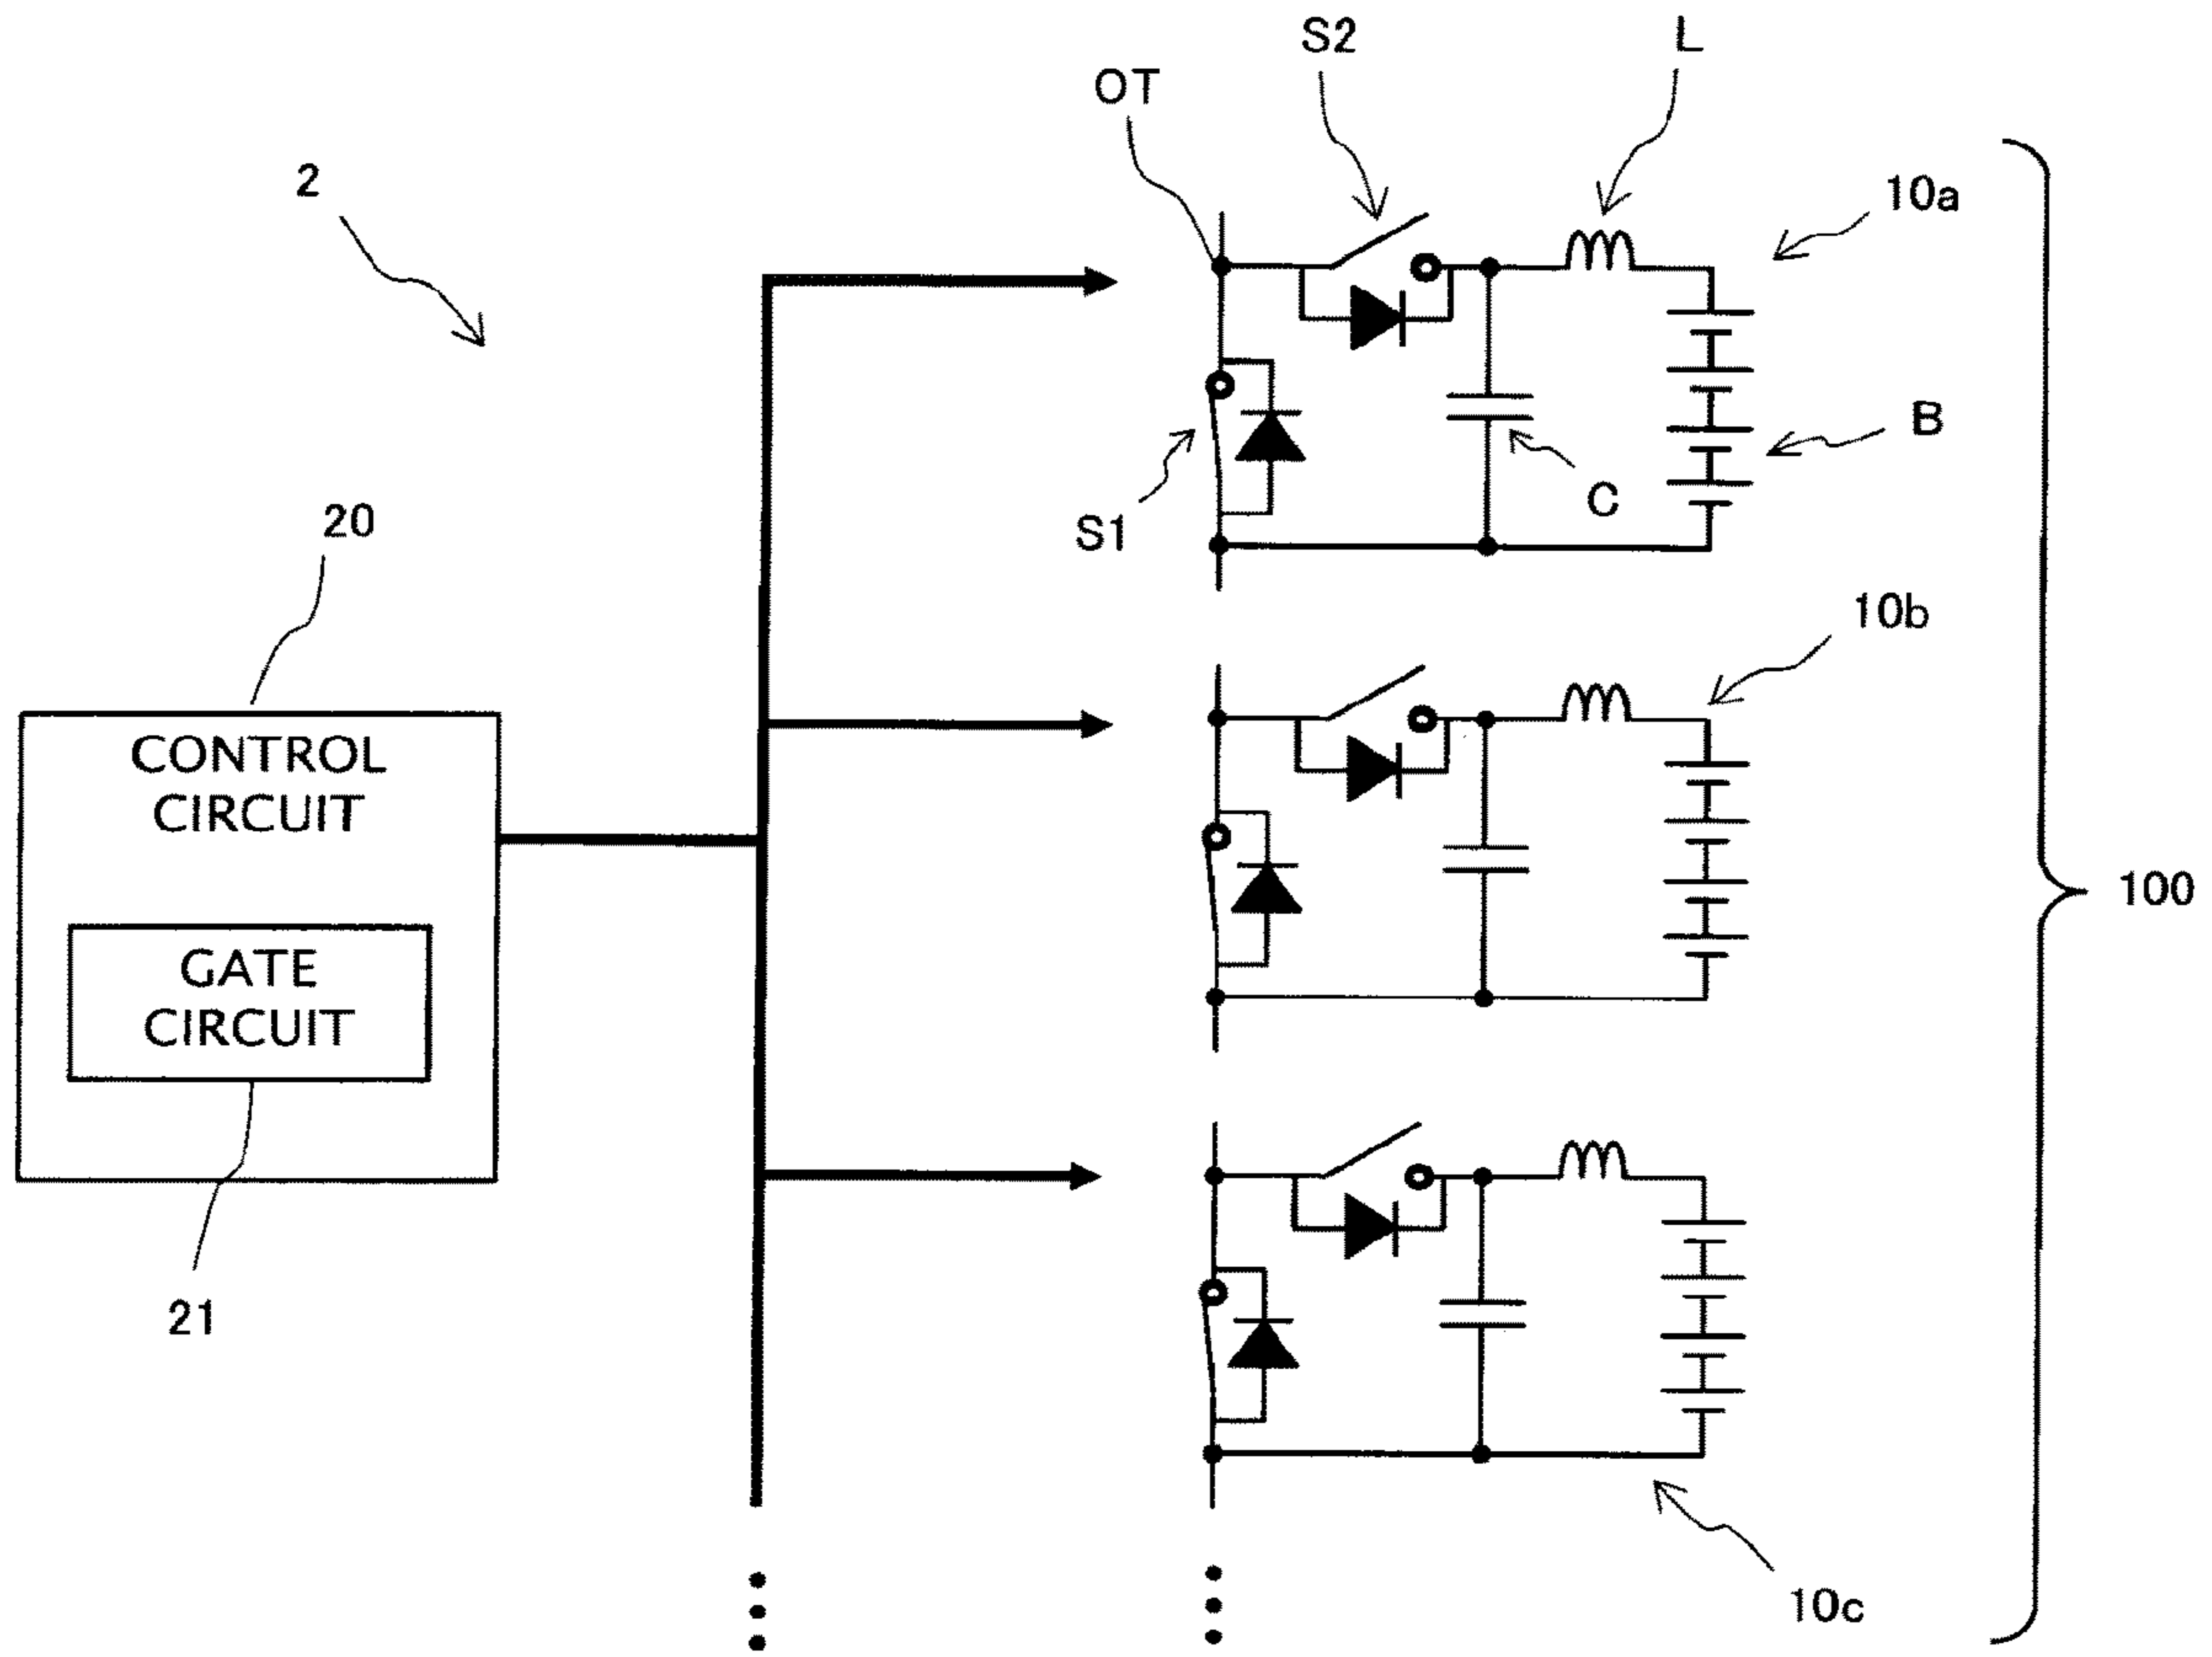 S2
L
OT
2
10a
B
C
S1
20
10b
CONTROL
CIRCUIT
100
GATE
CIRCUIT
21
10c